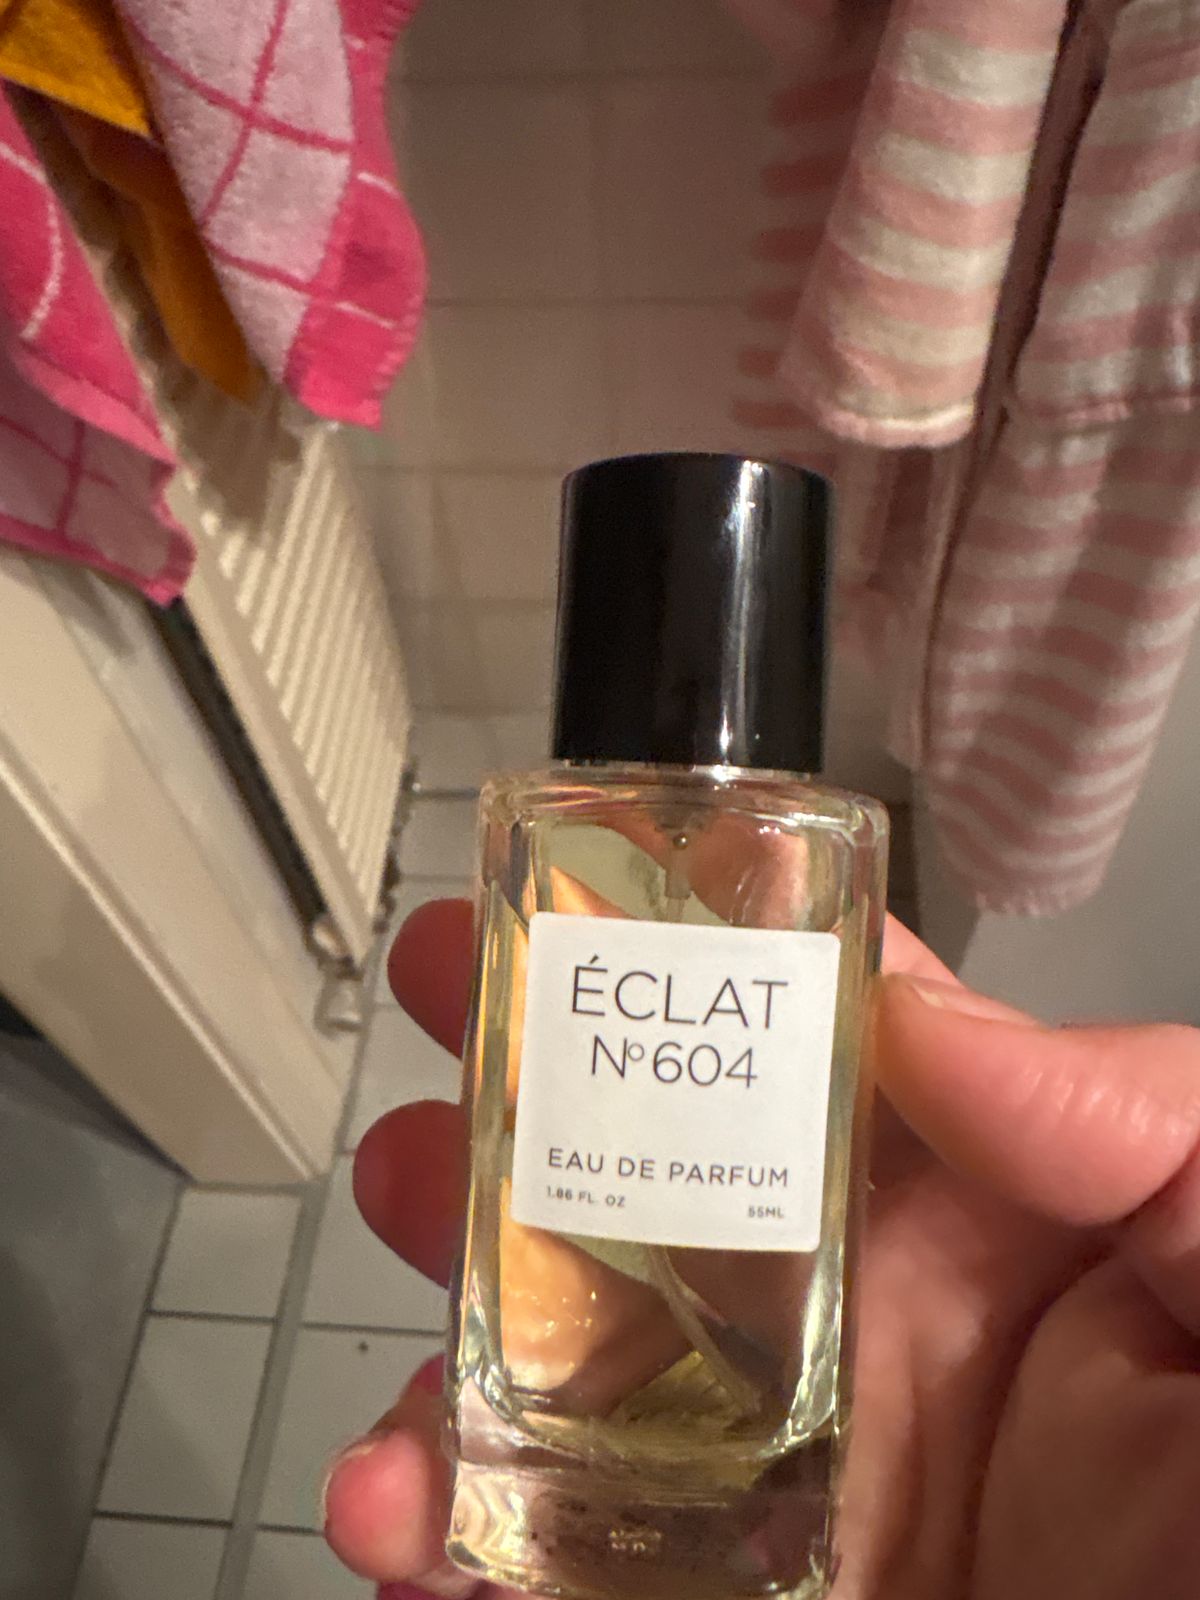 ÉCLAT
Nº604
EAU DE PARFUM
1.86 FL. OZ 55ML